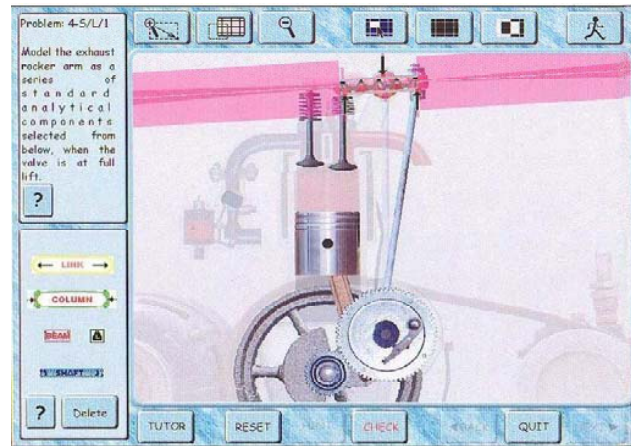 Problem: 4-S/L/1
Model the exhaust
rocker arm as a
series of
standard
analytical
components
selected from
below, when the
valve is at full
lift.
?
← LINK →
COLUMN
BEAM
SHAFT
?
Delete
TUTOR
RESET
CHECK
QUIT